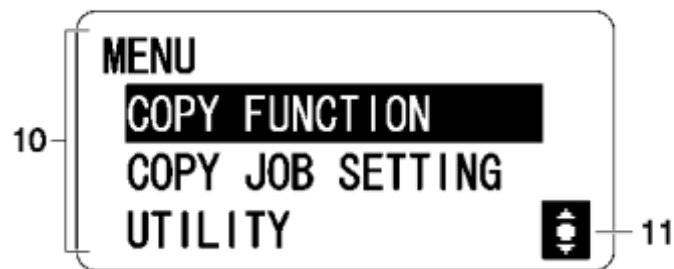 MENU
COPY FUNCTION
10
COPY JOB SETTING
UTILITY
11